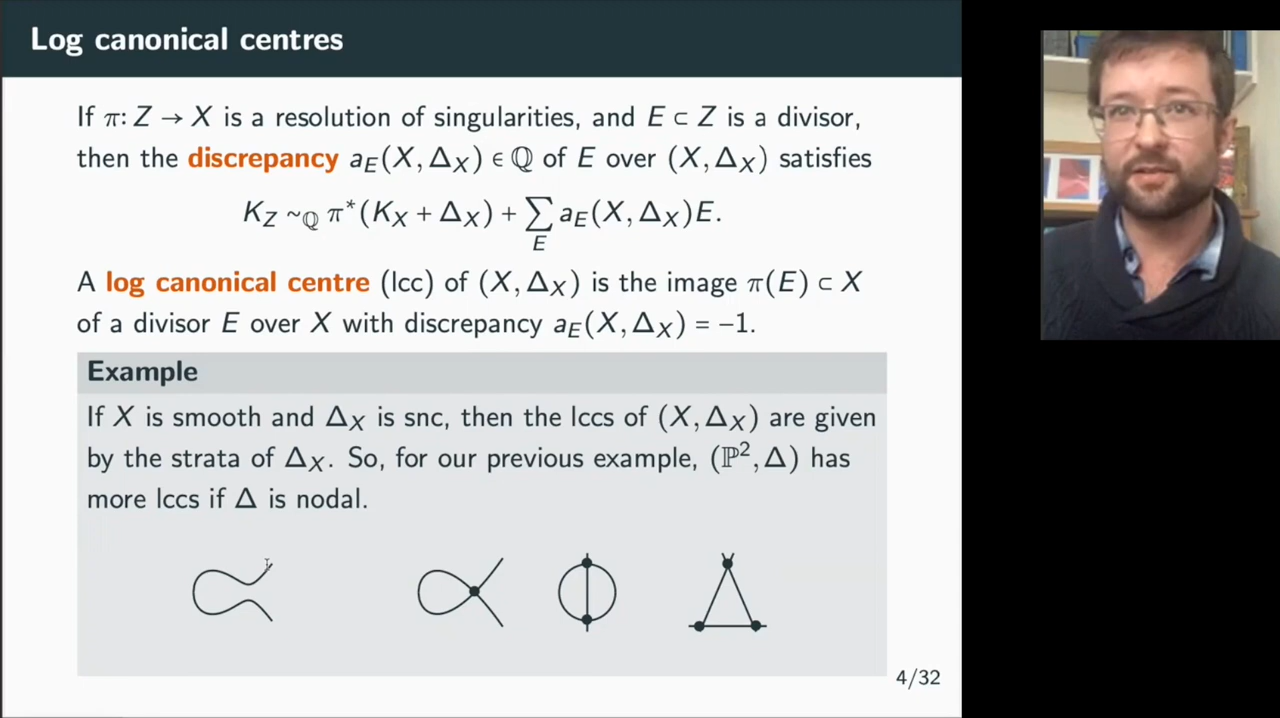 Log canonical centres
If π: Z → X is a resolution of singularities, and E ⊂ Z is a divisor,
then the discrepancy a_E(X, Δ_X) ∈ ℚ of E over (X, Δ_X) satisfies
K_Z ~_ℚ π*(K_X + Δ_X) + ∑_E a_E(X, Δ_X)E.
A log canonical centre (lcc) of (X, Δ_X) is the image π(E) ⊂ X
of a divisor E over X with discrepancy a_E(X, Δ_X) = −1.
Example
If X is smooth and Δ_X is snc, then the lccs of (X, Δ_X) are given
by the strata of Δ_X. So, for our previous example, (ℙ², Δ) has
more lccs if Δ is nodal.
4/32